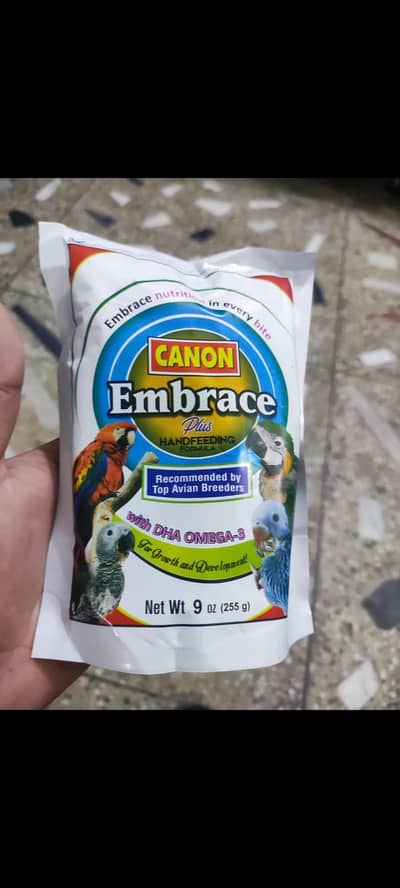 Embrace nutrition in every bite
CANON
Embrace
Plus
HANDFEEDING
FORMULA
Recommended by
Top Avian Breeders
with DHA OMEGA-3
For Growth and Development!
Net Wt 9 oz (255 g)